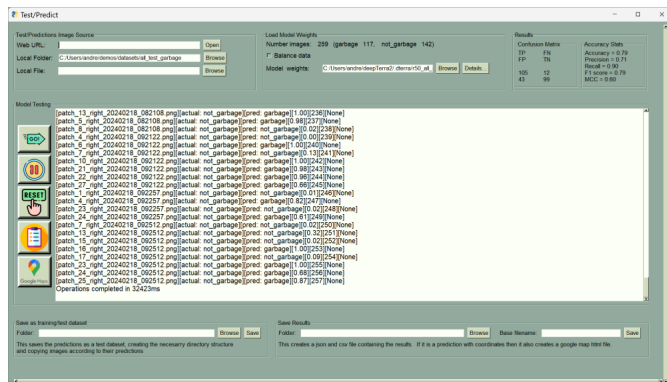 Test/Predict
Test/Predictions Image Source
Web URL:
Open
Local Folder:
C:/Users/andre/demos/datasets/all_test_garbage
Browse
Local File:
Browse
Load Model Weights
Number images: 259 (garbage 117, not_garbage 142)
Balance data
Model weights:
C:/Users/andre/deepTerra2/.dterra/r50_all_
Browse
Details...
Results
Confusion Matrix
TP FN
FP TN
105 12
43 99
Accuracy Stats
Accuracy = 0.79
Precision = 0.71
Recall = 0.90
F1 score = 0.79
MCC = 0.60
Model Testing
GO!
RESET
Google Maps
[patch_13_right_20240218_082108.png][actual: not_garbage][pred: garbage][1.00][236][None]
[patch_5_right_20240218_082108.png][actual: not_garbage][pred: garbage][0.98][237][None]
[patch_8_right_20240218_082108.png][actual: not_garbage][pred: not_garbage][0.02][238][None]
[patch_4_right_20240218_092122.png][actual: not_garbage][pred: not_garbage][0.00][239][None]
[patch_6_right_20240218_092122.png][actual: not_garbage][pred: garbage][1.00][240][None]
[patch_7_right_20240218_092122.png][actual: not_garbage][pred: not_garbage][0.13][241][None]
[patch_10_right_20240218_092122.png][actual: not_garbage][pred: garbage][1.00][242][None]
[patch_21_right_20240218_092122.png][actual: not_garbage][pred: garbage][0.98][243][None]
[patch_22_right_20240218_092122.png][actual: not_garbage][pred: garbage][0.96][244][None]
[patch_27_right_20240218_092122.png][actual: not_garbage][pred: garbage][0.66][245][None]
[patch_1_right_20240218_092257.png][actual: not_garbage][pred: not_garbage][0.01][246][None]
[patch_4_right_20240218_092257.png][actual: not_garbage][pred: garbage][0.82][247][None]
[patch_23_right_20240218_092257.png][actual: not_garbage][pred: not_garbage][0.02][248][None]
[patch_24_right_20240218_092257.png][actual: not_garbage][pred: garbage][0.61][249][None]
[patch_7_right_20240218_092512.png][actual: not_garbage][pred: not_garbage][0.02][250][None]
[patch_13_right_20240218_092512.png][actual: not_garbage][pred: not_garbage][0.32][251][None]
[patch_15_right_20240218_092512.png][actual: not_garbage][pred: not_garbage][0.02][252][None]
[patch_16_right_20240218_092512.png][actual: not_garbage][pred: garbage][1.00][253][None]
[patch_17_right_20240218_092512.png][actual: not_garbage][pred: not_garbage][0.09][254][None]
[patch_23_right_20240218_092512.png][actual: not_garbage][pred: garbage][1.00][255][None]
[patch_24_right_20240218_092512.png][actual: not_garbage][pred: garbage][0.68][256][None]
[patch_25_right_20240218_092512.png][actual: not_garbage][pred: garbage][0.87][257][None]
Operations completed in 32423ms
Save as training/test dataset
Folder:
Browse
Save
This saves the predictions as a test dataset, creating the necesarry directory structure
and copying images according to their predictions
Save Results
Folder:
Browse
Base filename:
Save
This creates a json and csv file containing the results. If it is a prediction with coordinates then it also creates a google map html file.